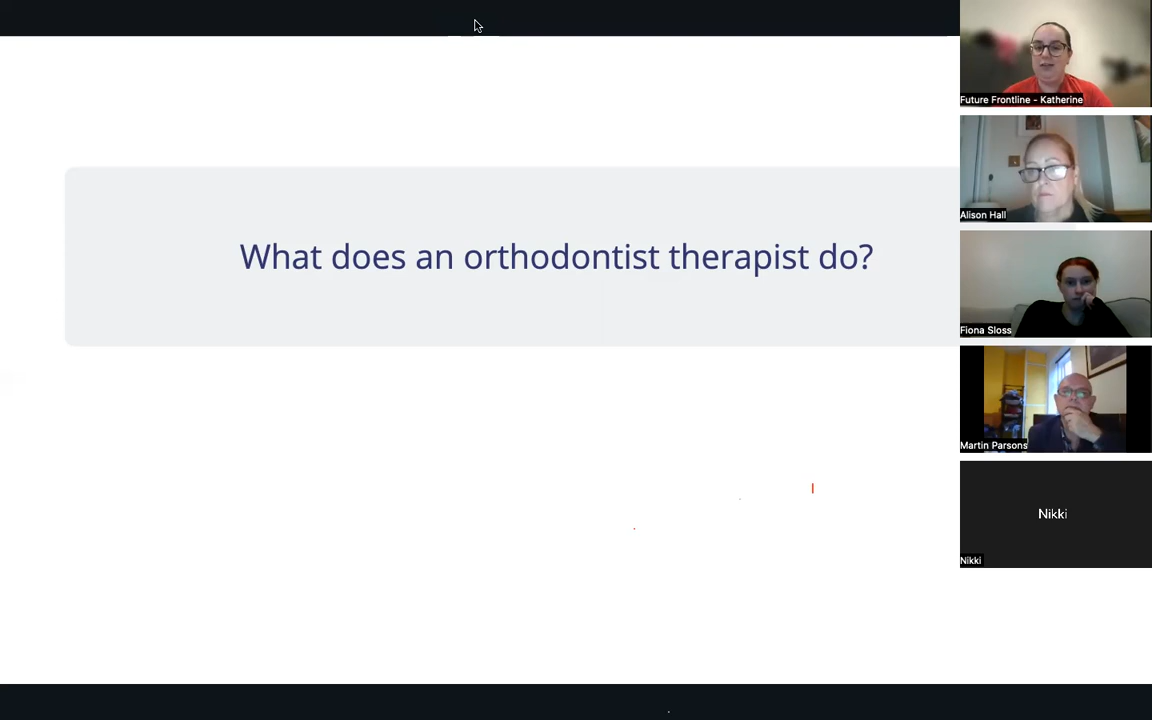 What does an orthodontist therapist do?
Future Frontline - Katherine
Alison Hall
Fiona Sloss
Martin Parsons
Nikki
Nikki